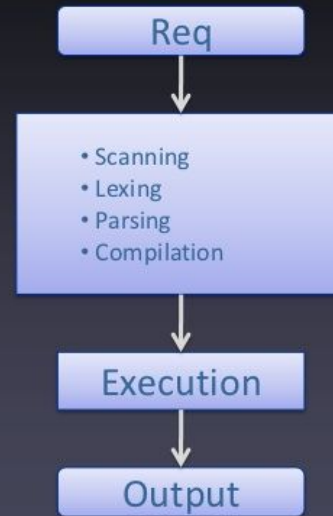 Req
• Scanning
• Lexing
• Parsing
• Compilation
Execution
Output